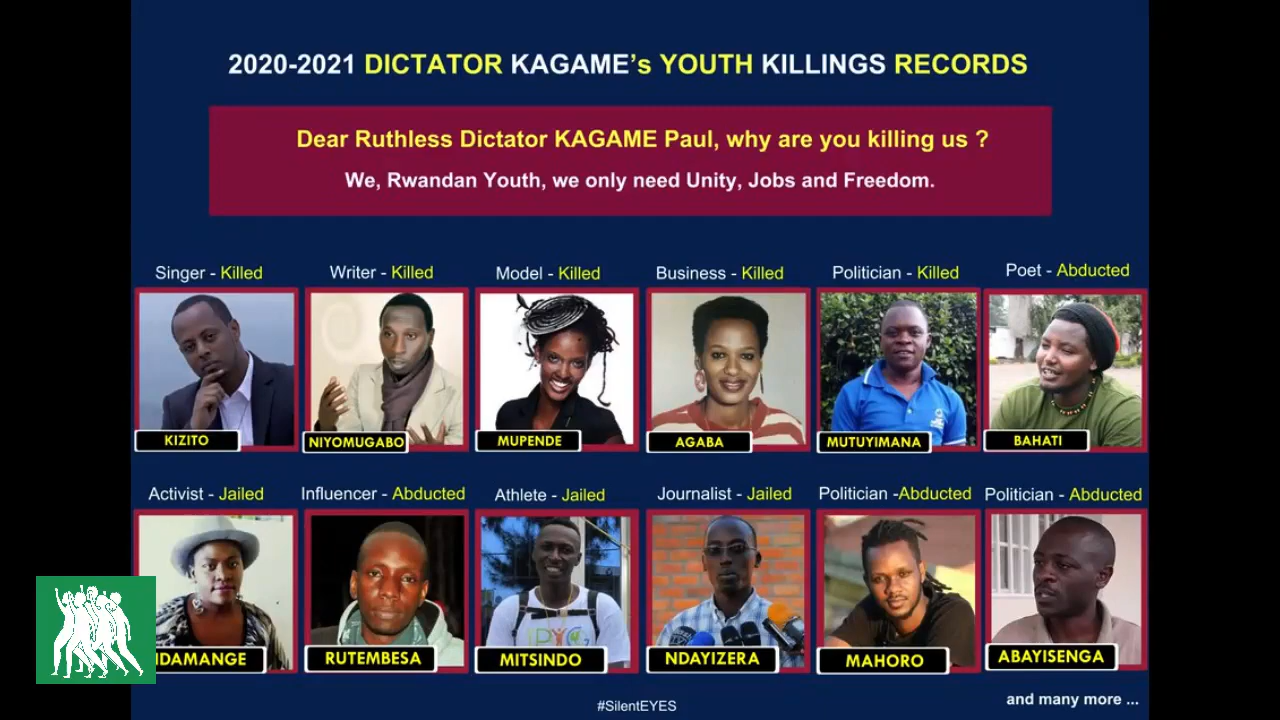 2020-2021 DICTATOR KAGAME's YOUTH KILLINGS RECORDS
Dear Ruthless Dictator KAGAME Paul, why are you killing us ?
We, Rwandan Youth, we only need Unity, Jobs and Freedom.
Singer - Killed
Writer - Killed
Model - Killed
Business - Killed
Politician - Killed
Poet - Abducted
KIZITO
NIYOMUGABO
MUPENDE
AGABA
MUTUYIMANA
BAHATI
Activist - Jailed
Influencer - Abducted
Athlete - Jailed
Journalist - Jailed
Politician -Abducted
Politician - Abducted
IDAMANGE
RUTEMBESA
MITSINDO
NDAYIZERA
MAHORO
ABAYISENGA
#SilentEYES
and many more ...